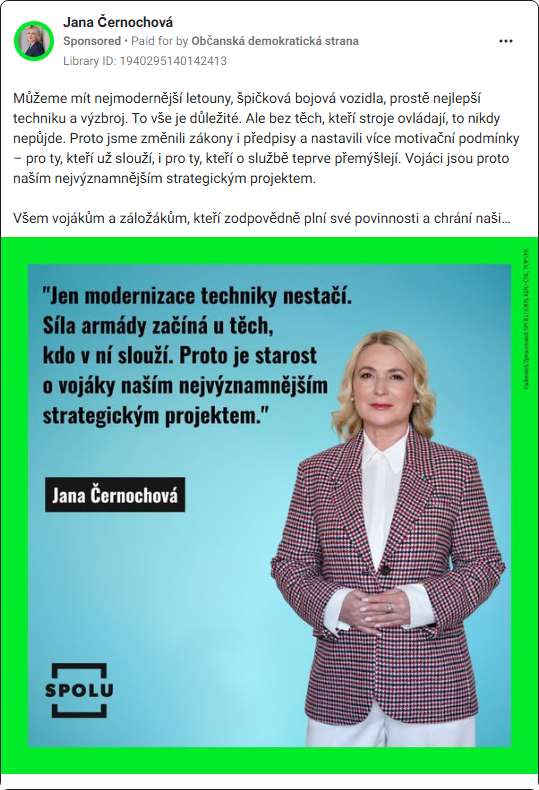 Jana Černochová
Sponsored • Paid for by Občanská demokratická strana
Library ID: 1940295140142413
Můžeme mít nejmodernější letouny, špičková bojová vozidla, prostě nejlepší
techniku a výzbroj. To vše je důležité. Ale bez těch, kteří stroje ovládají, to nikdy
nepůjde. Proto jsme změnili zákony i předpisy a nastavili více motivační podmínky
– pro ty, kteří už slouží, i pro ty, kteří o službě teprve přemýšlejí. Vojáci jsou proto
naším nejvýznamnějším strategickým projektem.
Všem vojákům a záložákům, kteří zodpovědně plní své povinnosti a chrání naši...
"Jen modernizace techniky nestačí.
Síla armády začíná u těch,
kdo v ní slouží. Proto je starost
o vojáky naším nejvýznamnějším
strategickým projektem."
Jana Černochová
SPOLU